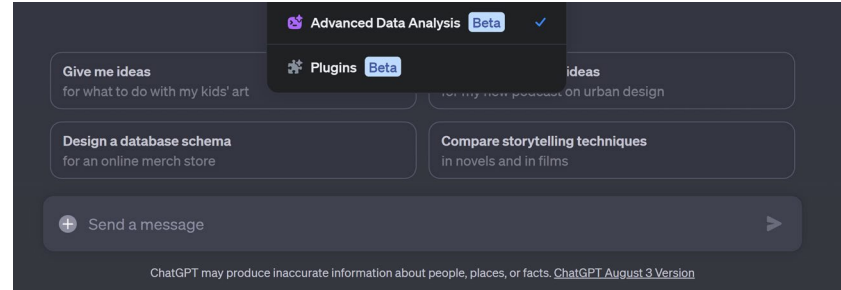 Advanced Data Analysis Beta
Plugins Beta
Give me ideas
for what to do with my kids' art
ideas
for my new podcast on urban design
Design a database schema
for an online merch store
Compare storytelling techniques
in novels and in films
Send a message
ChatGPT may produce inaccurate information about people, places, or facts. ChatGPT August 3 Version